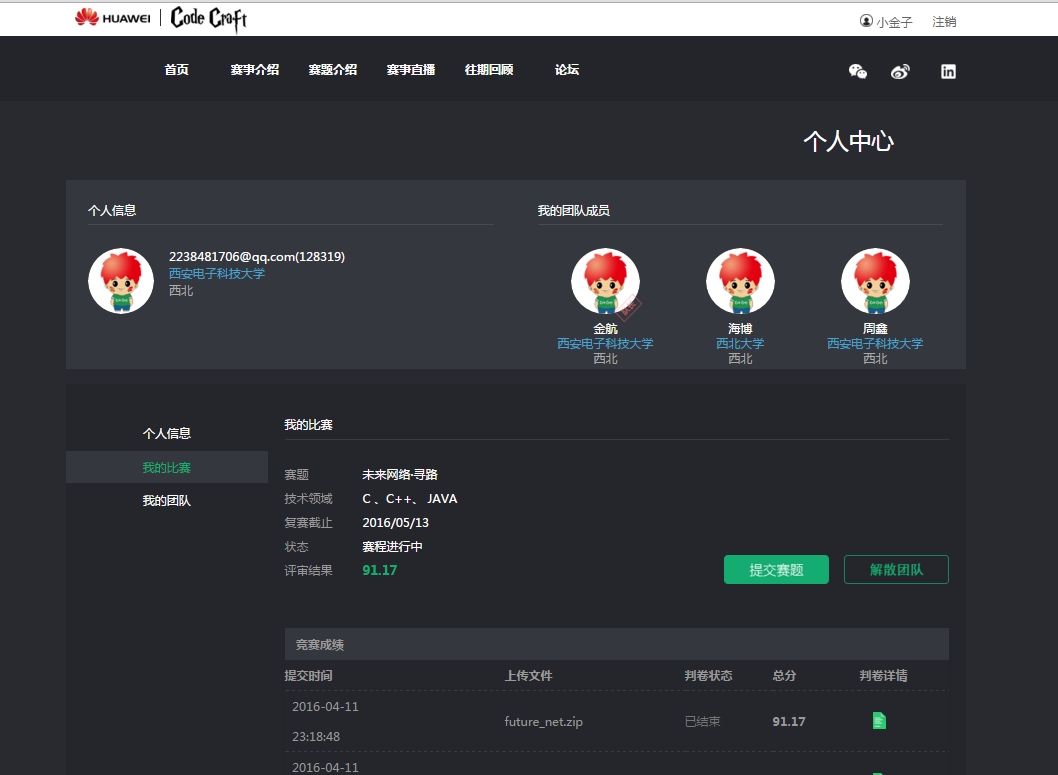 HUAWEI | Code Craft
小金子 注销
首页 赛事介绍 赛题介绍 赛事直播 往期回顾 论坛
个人中心
个人信息
2238481706@qq.com(128319)
西安电子科技大学
西北
我的团队成员
金航 海博 周鑫
西安电子科技大学 西北大学 西安电子科技大学
西北 西北 西北
个人信息
我的比赛
我的团队
我的比赛
赛题 未来网络·寻路
技术领域 C 、C++、 JAVA
复赛截止 2016/05/13
状态 赛程进行中
评审结果 91.17
提交赛题 解散团队
竞赛成绩
提交时间 上传文件 判卷状态 总分 判卷详情
2016-04-11
23:18:48 future_net.zip 已结束 91.17
2016-04-11